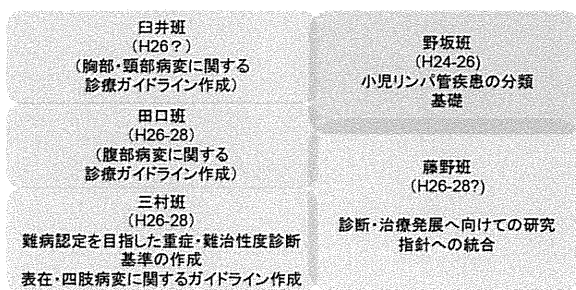 臼井班
(H26？)
(胸部・頸部病変に関する
診療ガイドライン作成)
田口班
(H26-28)
(腹部病変に関する
診療ガイドライン作成)
三村班
(H26-28)
難病認定を目指した重症・難治性度診断
基準の作成
表在・四肢病変に関するガイドライン作成
野坂班
(H24-26)
小児リンパ管疾患の分類
基礎
藤野班
(H26-28?)
診断・治療発展へ向けての研究
指針への統合